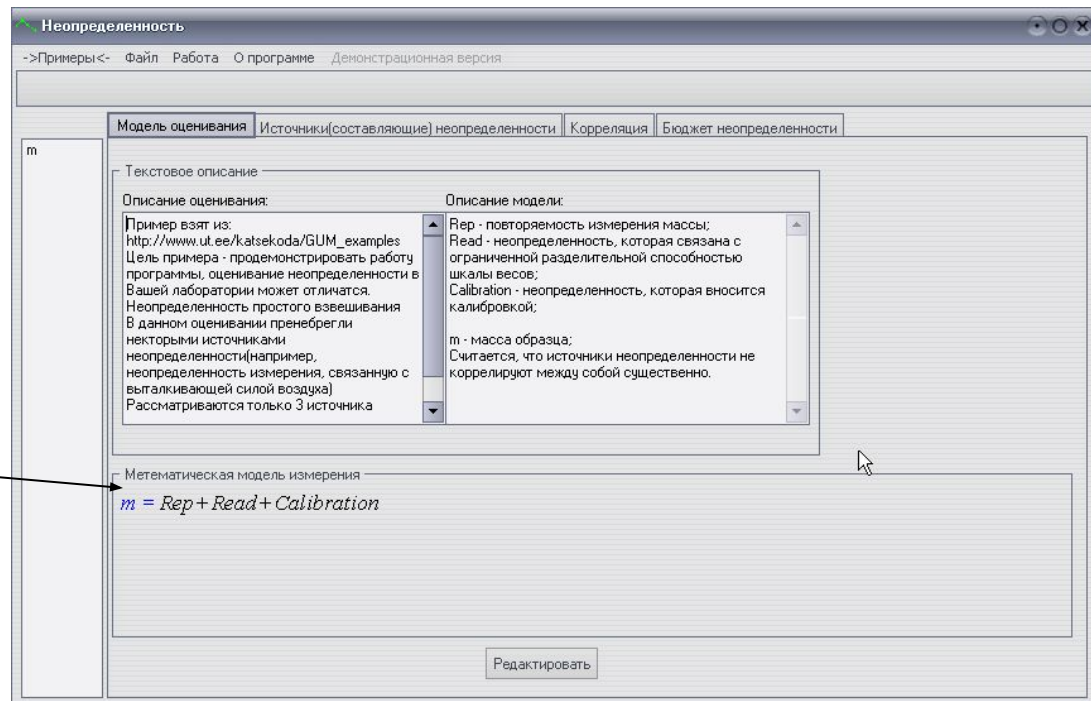 Неопределенность
->Примеры<- Файл Работа О программе Демонстрационная версия
Модель оценивания Источники(составляющие) неопределенности Корреляция Бюджет неопределенности
m
Текстовое описание
Описание оценивания:
Пример взят из:
http://www.ut.ee/katsekoda/GUM_examples
Цель примера - продемонстрировать работу
программы, оценивание неопределенности в
Вашей лаборатории может отличатся.
Неопределенность простого взвешивания
В данном оценивании пренебрегли
некторыми источниками
неопределенности(например,
неопределенность измерения, связанную с
выталкивающей силой воздуха)
Рассматриваются только 3 источника
Описание модели:
Rep - повторяемость измерения массы;
Read - неопределенность, которая связана с
ограниченной разделительной способностью
шкалы весов;
Calibration - неопределенность, которая вносится
калибровкой;
m - масса образца;
Считается, что источники неопределенности не
коррелируют между собой существенно.
Метематическая модель измерения
m = Rep + Read + Calibration
Редактировать